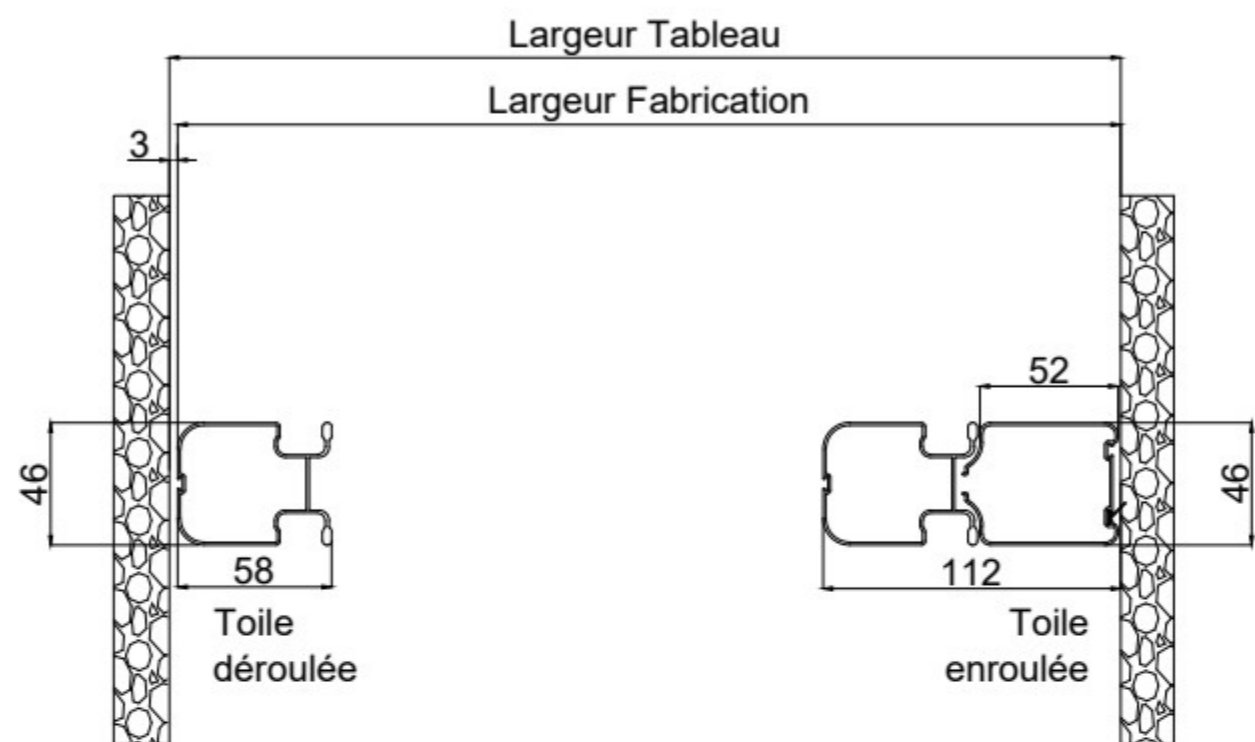 Largeur Tableau
Largeur Fabrication
3
52
46
46
58
112
Toile
déroulée
Toile
enroulée